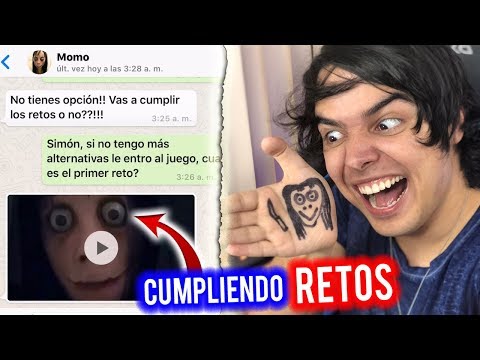 Momo
últ. vez hoy a las 3:28 a. m.
No tienes opción!! Vas a cumplir
los retos o no??!!!
3:25 a. m.
Simón, si no tengo más
alternativas le entro al juego,
es el primer reto?
3:26 a. m.
CUMPLIENDO RETOS